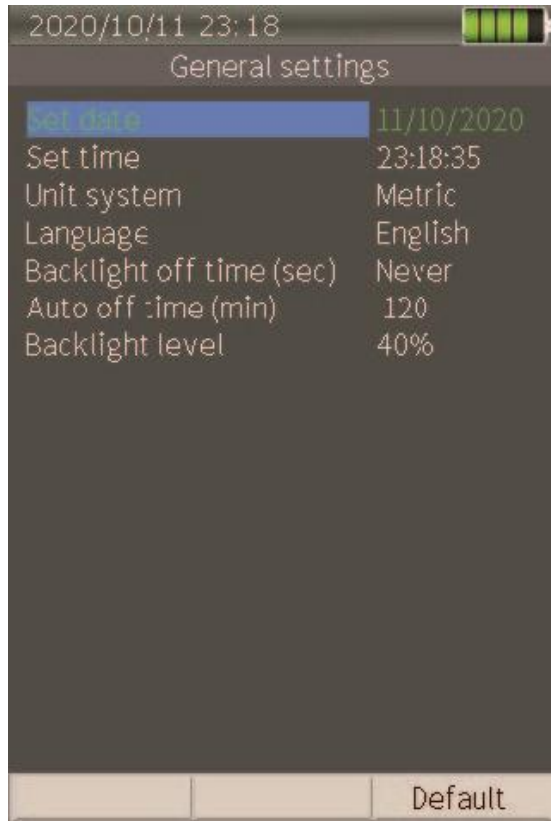 2020/10/11 23:18
General settings
Set date 11/10/2020
Set time 23:18:35
Unit system Metric
Language English
Backlight off time (sec) Never
Auto off time (min) 120
Backlight level 40%
Default